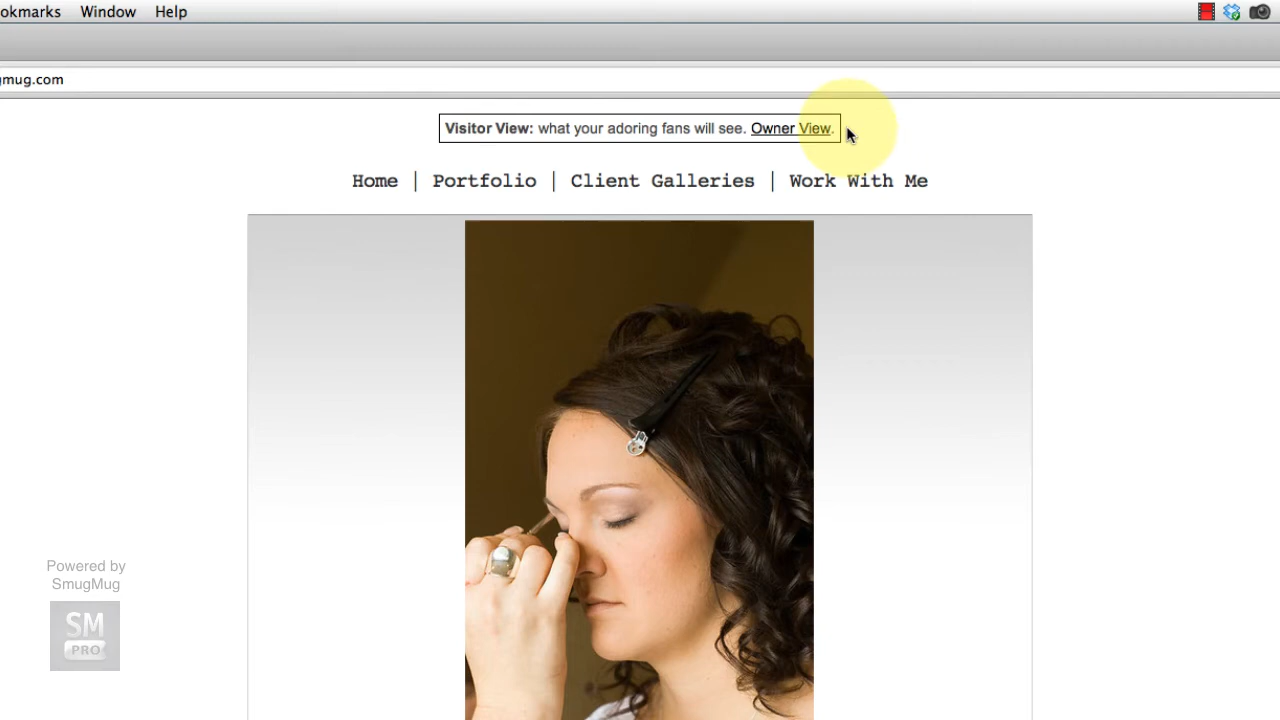 okmarks Window Help
gmug.com
Visitor View: what your adoring fans will see. Owner View.
Home | Portfolio | Client Galleries | Work With Me
Powered by
SmugMug
SM
PRO